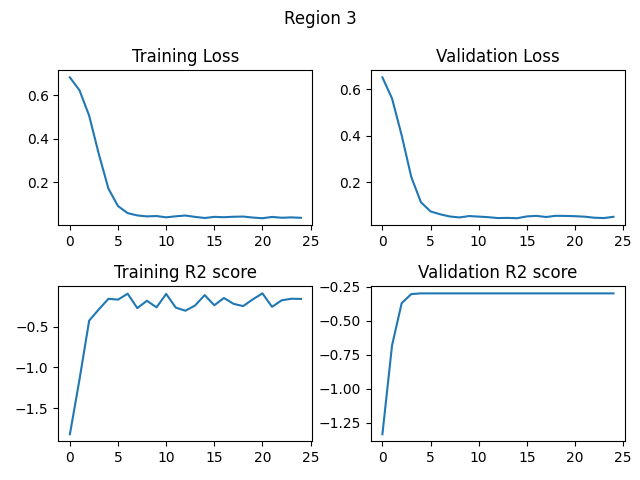 Region 3
Training Loss
Validation Loss
0.6
0.4
0.2
0 5 10 15 20 25
0.6
0.4
0.2
0 5 10 15 20 25
Training R2 score
Validation R2 score
−0.5
−1.0
−1.5
0 5 10 15 20 25
−0.25
−0.50
−0.75
−1.00
−1.25
0 5 10 15 20 25